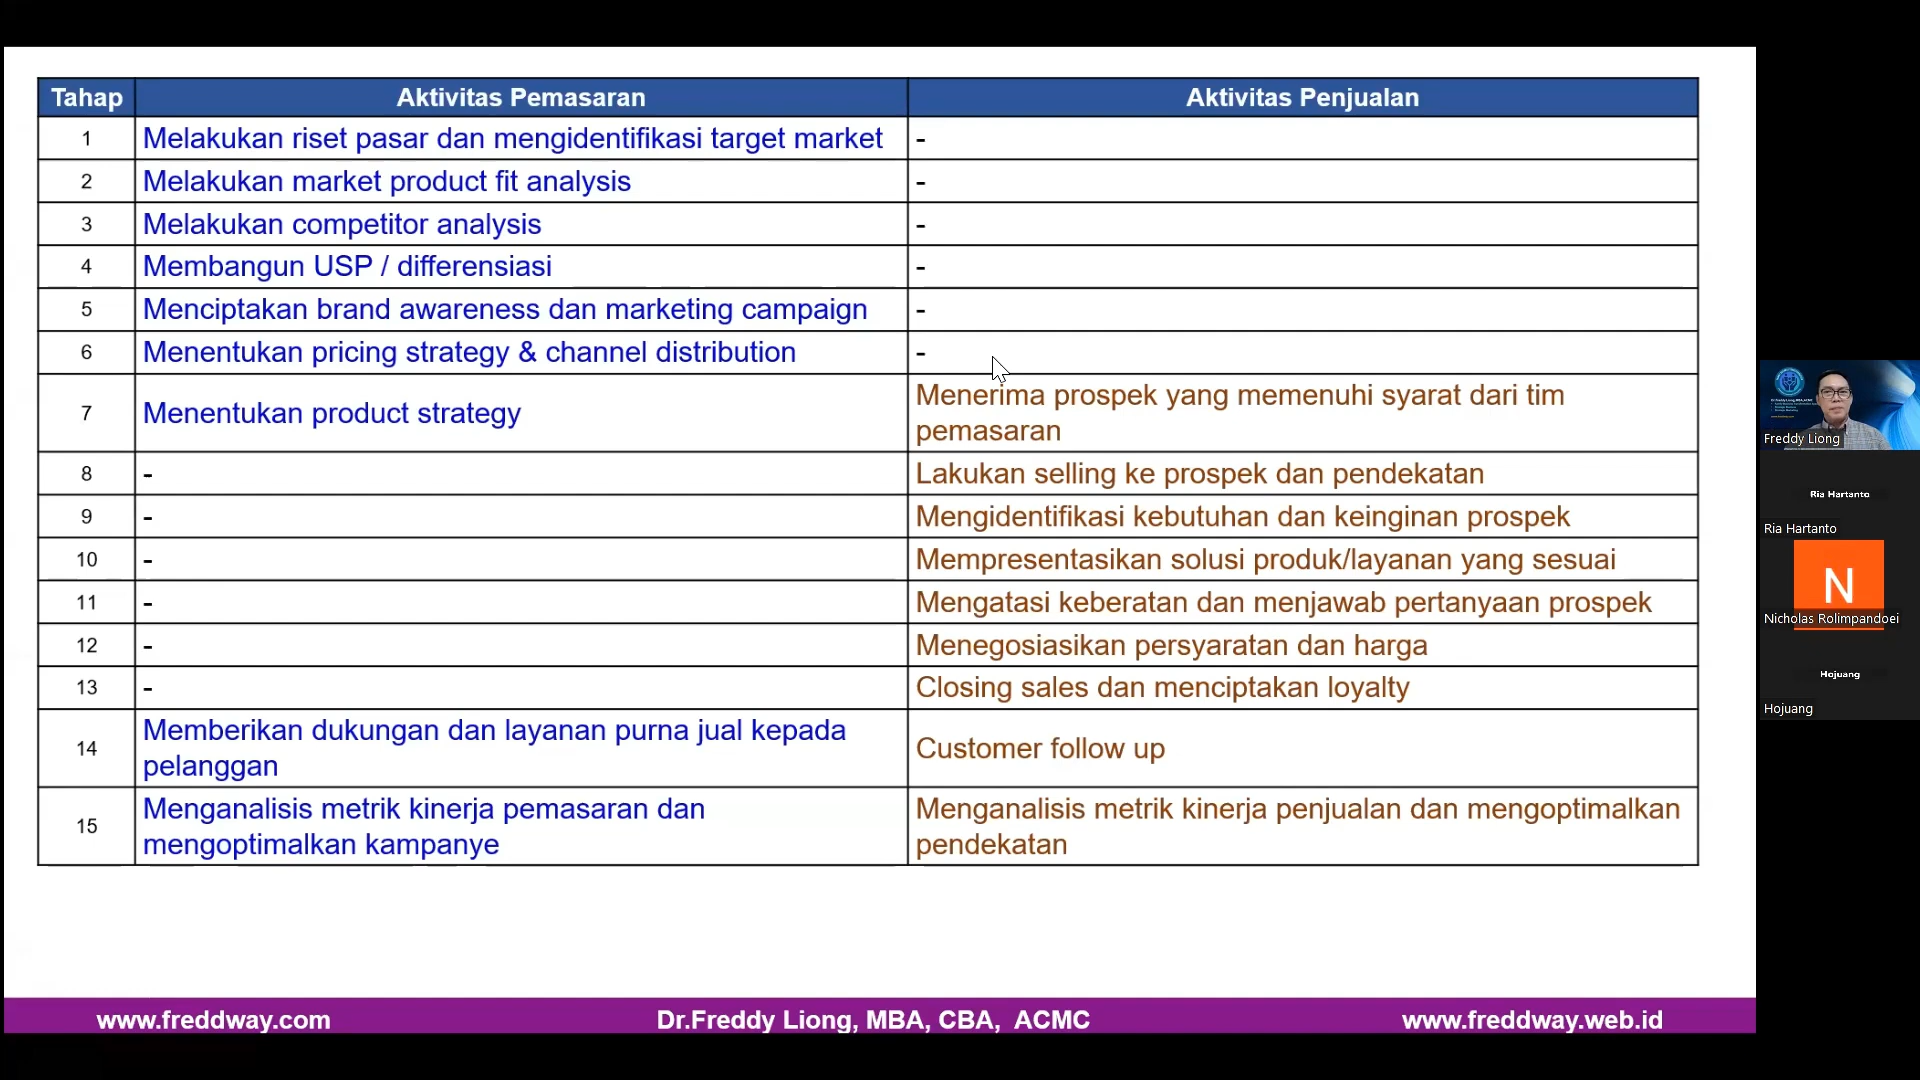 Tahap Aktivitas Pemasaran Aktivitas Penjualan
1 Melakukan riset pasar dan mengidentifikasi target market -
2 Melakukan market product fit analysis -
3 Melakukan competitor analysis -
4 Membangun USP / differensiasi -
5 Menciptakan brand awareness dan marketing campaign -
6 Menentukan pricing strategy & channel distribution -
7 Menentukan product strategy Menerima prospek yang memenuhi syarat dari tim
pemasaran
8 - Lakukan selling ke prospek dan pendekatan
9 - Mengidentifikasi kebutuhan dan keinginan prospek
10 - Mempresentasikan solusi produk/layanan yang sesuai
11 - Mengatasi keberatan dan menjawab pertanyaan prospek
12 - Menegosiasikan persyaratan dan harga
13 - Closing sales dan menciptakan loyalty
14 Memberikan dukungan dan layanan purna jual kepada
pelanggan
Customer follow up
15 Menganalisis metrik kinerja pemasaran dan
mengoptimalkan kampanye
Menganalisis metrik kinerja penjualan dan mengoptimalkan
pendekatan
www.freddway.com Dr.Freddy Liong, MBA, CBA, ACMC www.freddway.web.id
Freddy Liong
Ria Hartanto
Ria Hartanto
N
Nicholas Rolimpandoei
Hojuang
Hojuang